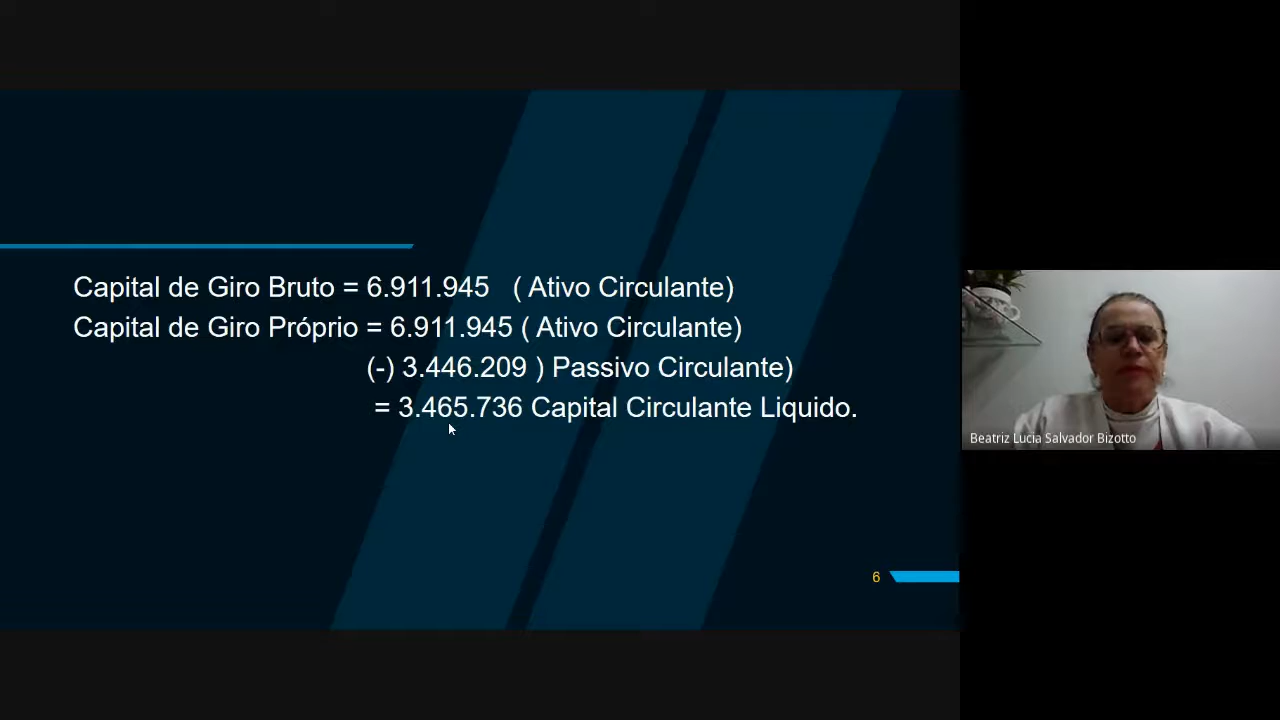 Capital de Giro Bruto = 6.911.945 ( Ativo Circulante)
Capital de Giro Próprio = 6.911.945 ( Ativo Circulante)
(-) 3.446.209 ) Passivo Circulante)
= 3.465.736 Capital Circulante Liquido.
6
Beatriz Lucia Salvador Bizotto